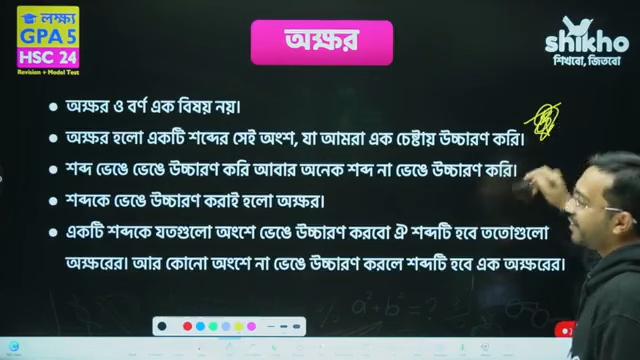 লক্ষ্য
GPA 5
HSC 24
Revision + Model Test
অক্ষর
shikho
শিখবো, জিতবো
অক্ষর ও বর্ণ এক বিষয় নয়।
অক্ষর হলো একটি শব্দের সেই অংশ, যা আমরা এক চেষ্টায় উচ্চারণ করি।
শব্দ ভেঙে ভেঙে উচ্চারণ করি আবার অনেক শব্দ না ভেঙে উচ্চারণ করি।
শব্দকে ভেঙে উচ্চারণ করাই হলো অক্ষর।
একটি শব্দকে যতগুলো অংশে ভেঙে উচ্চারণ করবো ঐ শব্দটি হবে ততোগুলো
অক্ষরের। আর কোনো অংশে না ভেঙে উচ্চারণ করলে শব্দটি হবে এক অক্ষরের।
a² + b² = ?